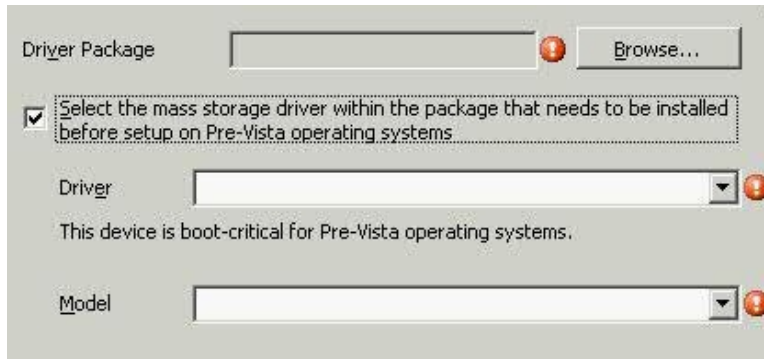 Driver Package
Browse...
Select the mass storage driver within the package that needs to be installed
before setup on Pre-Vista operating systems
Driver
This device is boot-critical for Pre-Vista operating systems.
Model